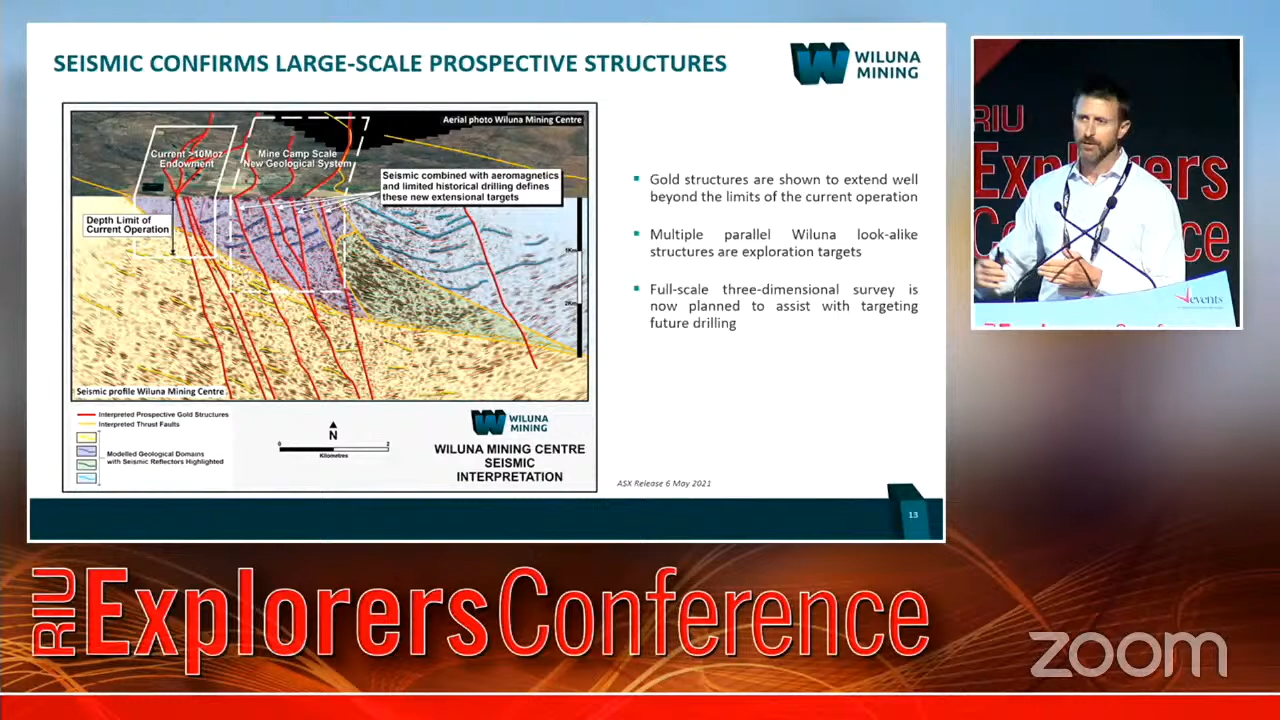 SEISMIC CONFIRMS LARGE-SCALE PROSPECTIVE STRUCTURES
WILUNA
MINING
Aerial photo Wiluna Mining Centre
Current >10Moz
Endowment
Mine Camp Scale
New Geological System
Seismic combined with aeromagnetics
and limited historical drilling defines
these new extensional targets
Depth Limit of
Current Operation
1Km
2Km
Seismic profile Wiluna Mining Centre
Interpreted Prospective Gold Structures
Interpreted Thrust Faults
Modelled Geological Domains
with Seismic Reflectors Highlighted
N
0 2
Kilometres
WILUNA
MINING
WILUNA MINING CENTRE
SEISMIC
INTERPRETATION
▪ Gold structures are shown to extend well
beyond the limits of the current operation
▪ Multiple parallel Wiluna look-alike
structures are exploration targets
▪ Full-scale three-dimensional survey is
now planned to assist with targeting
future drilling
ASX Release 6 May 2021
13
RIU
Explorers
Conference
Vevents
RIU ExplorersConference
zoom